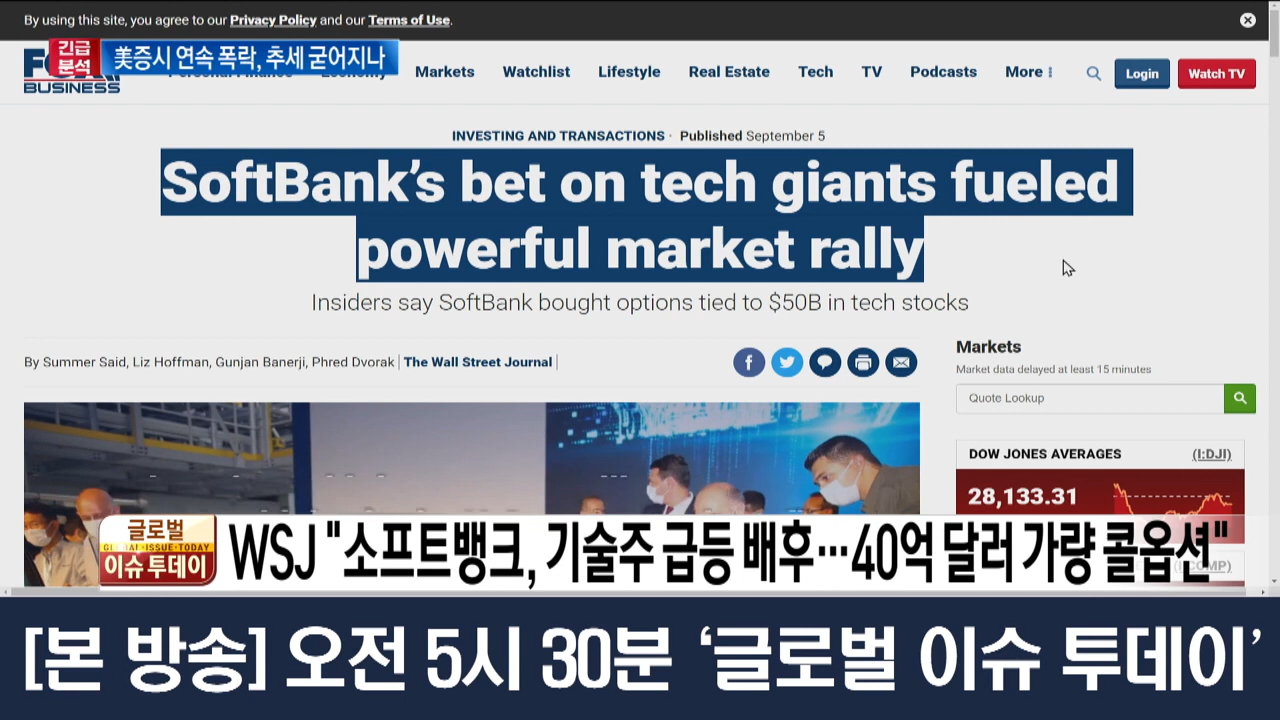 By using this site, you agree to our Privacy Policy and our Terms of Use.
긴급
분석
美증시 연속 폭락, 추세 굳어지나
BUSINESS
Personal Finance Economy Markets Watchlist Lifestyle Real Estate Tech TV Podcasts More Login Watch TV
INVESTING AND TRANSACTIONS · Published September 5
SoftBank's bet on tech giants fueled
powerful market rally
Insiders say SoftBank bought options tied to $50B in tech stocks
By Summer Said, Liz Hoffman, Gunjan Banerji, Phred Dvorak | The Wall Street Journal |
Markets
Market data delayed at least 15 minutes
Quote Lookup
DOW JONES AVERAGES (I:DJI)
28,133.31
글로벌
GLOBAL·ISSUE·TODAY
이슈 투데이
WSJ "소프트뱅크, 기술주 급등 배후…40억 달러 가량 콜옵션"
[본 방송] 오전 5시 30분 ‘글로벌 이슈 투데이’